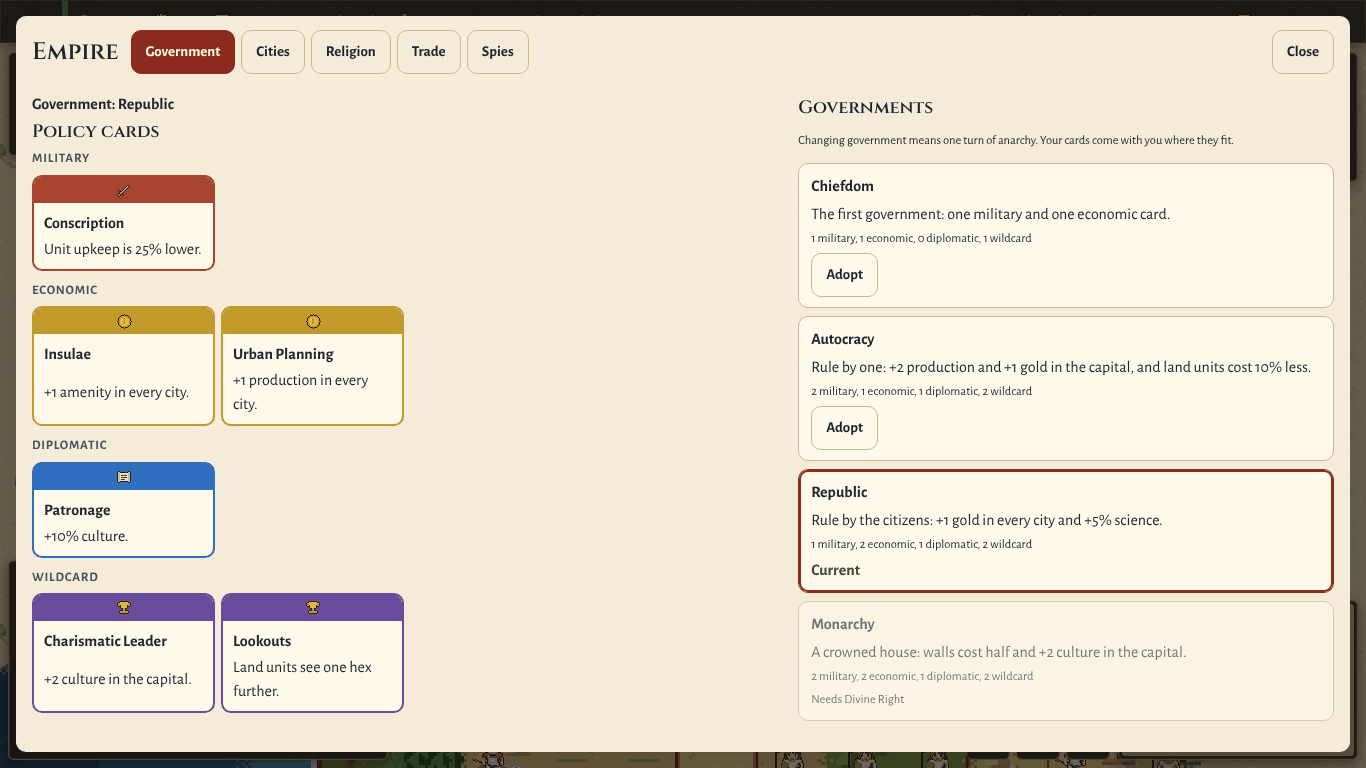 Empire
Government
Cities
Religion
Trade
Spies
Close
Government: Republic
Policy cards
MILITARY
Conscription
Unit upkeep is 25% lower.
ECONOMIC
Insulae
+1 amenity in every city.
Urban Planning
+1 production in every
city.
DIPLOMATIC
Patronage
+10% culture.
WILDCARD
Charismatic Leader
+2 culture in the capital.
Lookouts
Land units see one hex
further.
Governments
Changing government means one turn of anarchy. Your cards come with you where they fit.
Chiefdom
The first government: one military and one economic card.
1 military, 1 economic, 0 diplomatic, 1 wildcard
Adopt
Autocracy
Rule by one: +2 production and +1 gold in the capital, and land units cost 10% less.
2 military, 1 economic, 1 diplomatic, 2 wildcard
Adopt
Republic
Rule by the citizens: +1 gold in every city and +5% science.
1 military, 2 economic, 1 diplomatic, 2 wildcard
Current
Monarchy
A crowned house: walls cost half and +2 culture in the capital.
2 military, 2 economic, 1 diplomatic, 2 wildcard
Needs Divine Right